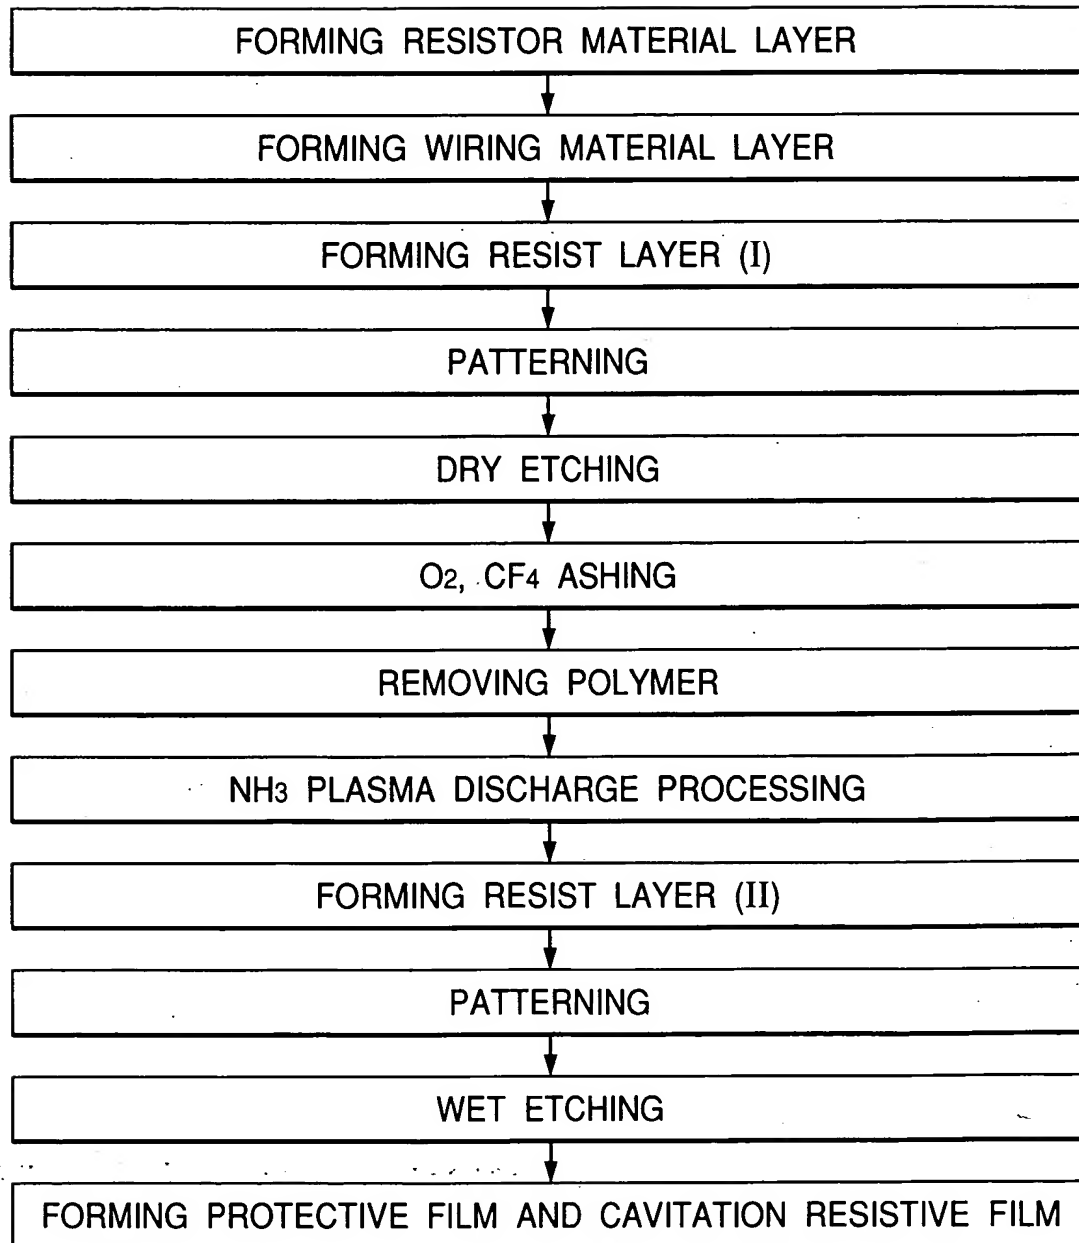 FORMING RESISTOR MATERIAL LAYER
FORMING WIRING MATERIAL LAYER
FORMING RESIST LAYER (I)
PATTERNING
DRY ETCHING
O2, CF4 ASHING
REMOVING POLYMER
NH3 PLASMA DISCHARGE PROCESSING
FORMING RESIST LAYER (II)
PATTERNING
WET ETCHING
FORMING PROTECTIVE FILM AND CAVITATION RESISTIVE FILM